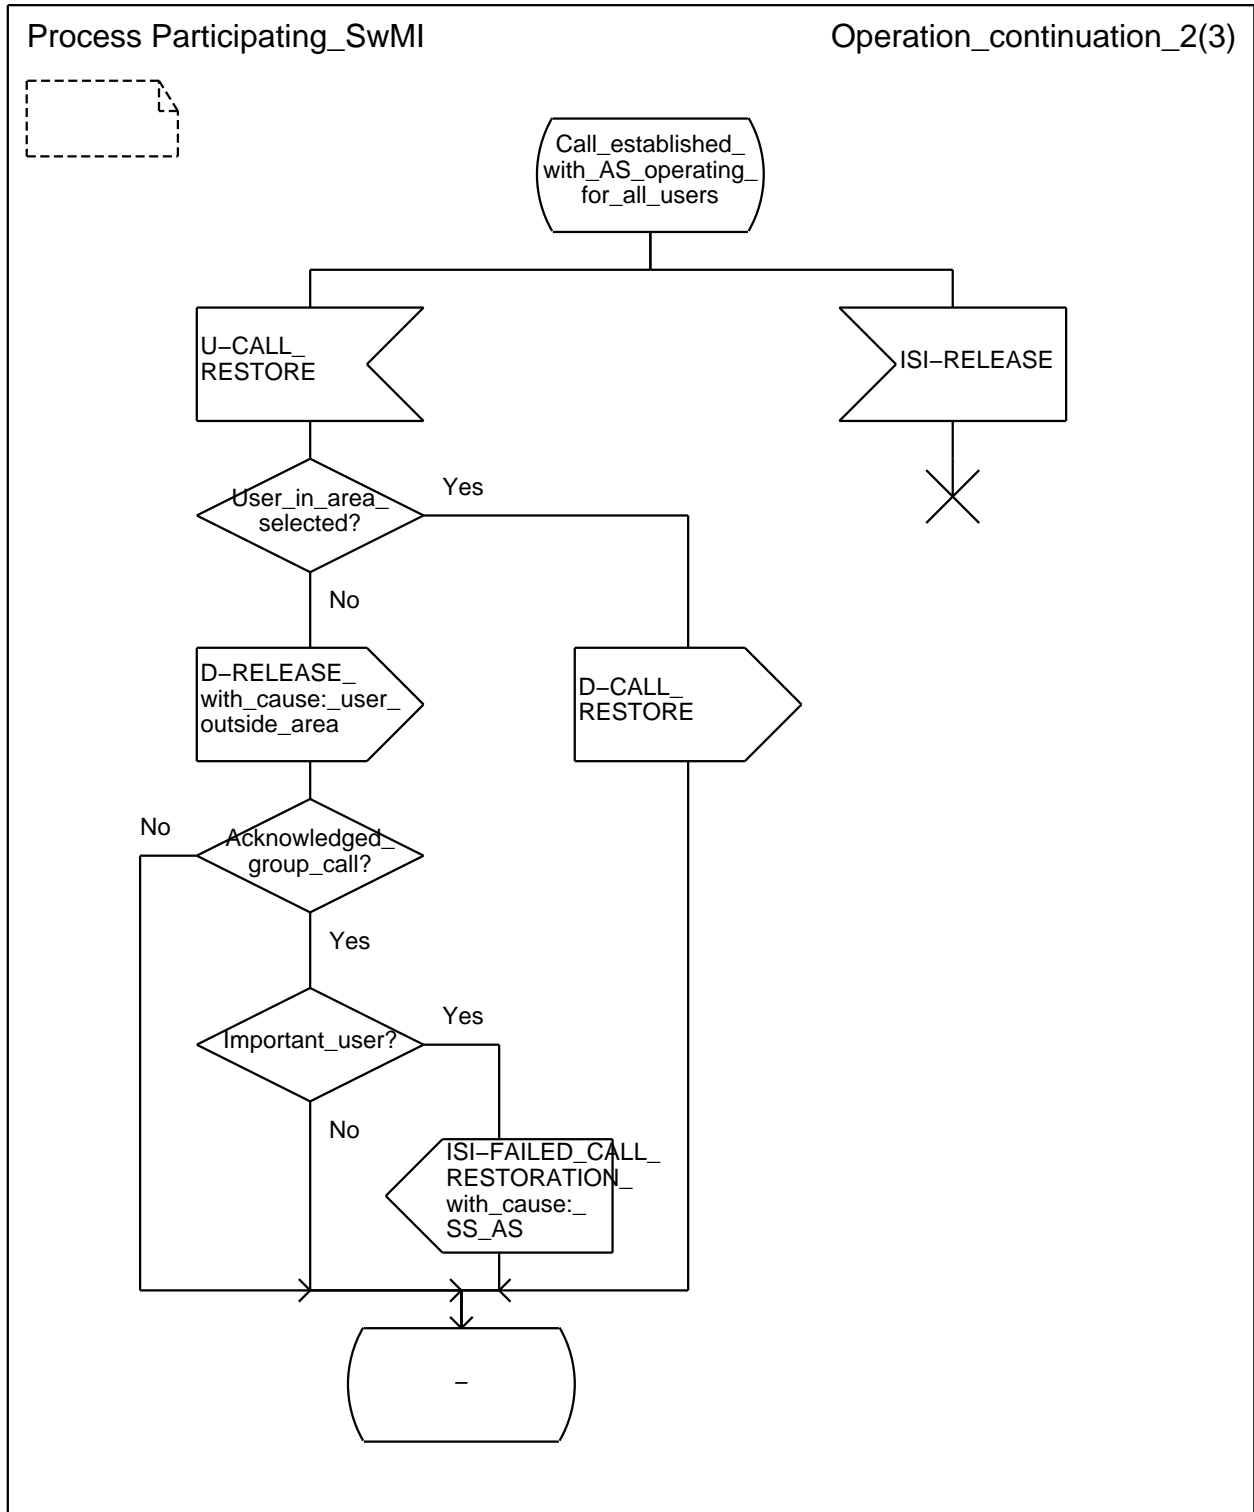 Process Participating_SwMI
Operation_continuation_2(3)
Call_established_
with_AS_operating_
for_all_users
U−CALL_
RESTORE
ISI−RELEASE
User_in_area_
selected?
Yes
No
D−RELEASE_
with_cause:_user_
outside_area
D−CALL_
RESTORE
No
Acknowledged_
group_call?
Yes
Important_user?
Yes
No
ISI−FAILED_CALL_
RESTORATION_
with_cause:_
SS_AS
−